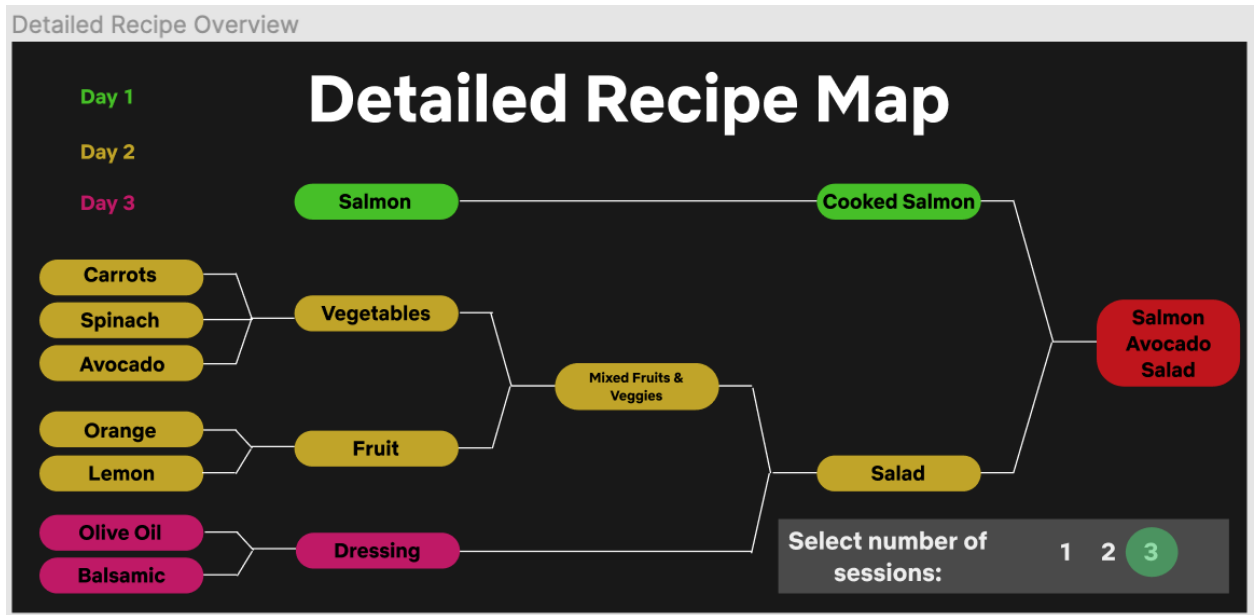 Detailed Recipe Overview
Detailed Recipe Map
Day 1
Day 2
Day 3
Salmon
Cooked Salmon
Carrots
Spinach
Avocado
Vegetables
Orange
Lemon
Fruit
Mixed Fruits &
Veggies
Olive Oil
Balsamic
Dressing
Salad
Salmon
Avocado
Salad
Select number of
sessions:
1 2 3